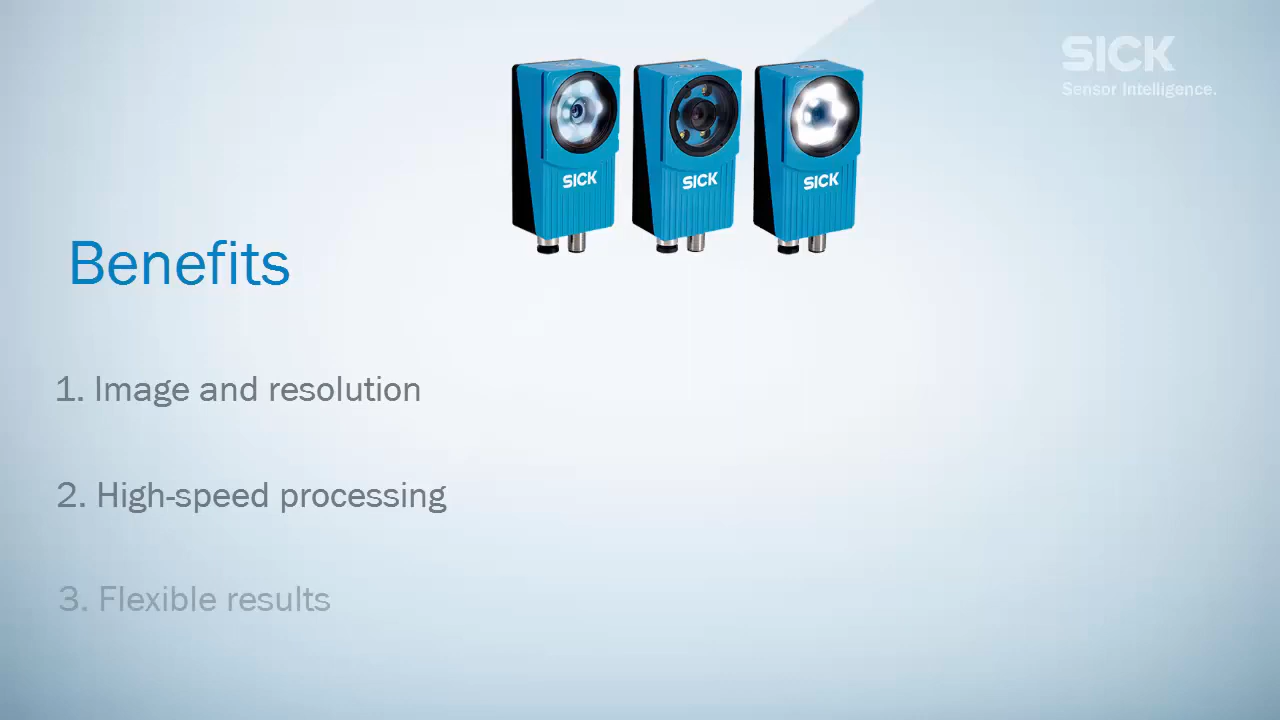 SICK
Sensor Intelligence.
SICK
SICK
SICK
Benefits
1. Image and resolution
2. High-speed processing
3. Flexible results